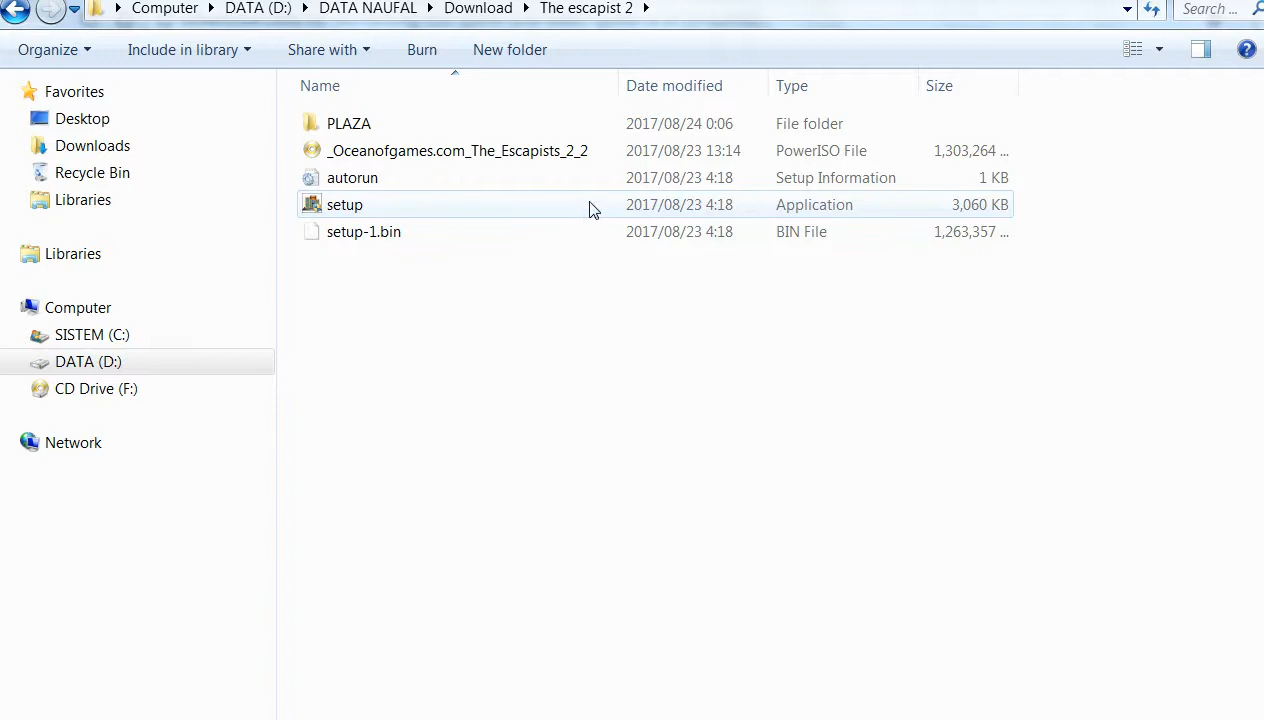 Computer DATA (D:) DATA NAUFAL Download The escapist 2 Search ...
Organize Include in library Share with Burn New folder
Name Date modified Type Size
Favorites
Desktop
Downloads
Recycle Bin
Libraries
Libraries
Computer
SISTEM (C:)
DATA (D:)
CD Drive (F:)
Network
PLAZA 2017/08/24 0:06 File folder
_Oceanofgames.com_The_Escapists_2_2 2017/08/23 13:14 PowerISO File 1,303,264 ...
autorun 2017/08/23 4:18 Setup Information 1 KB
setup 2017/08/23 4:18 Application 3,060 KB
setup-1.bin 2017/08/23 4:18 BIN File 1,263,357 ...